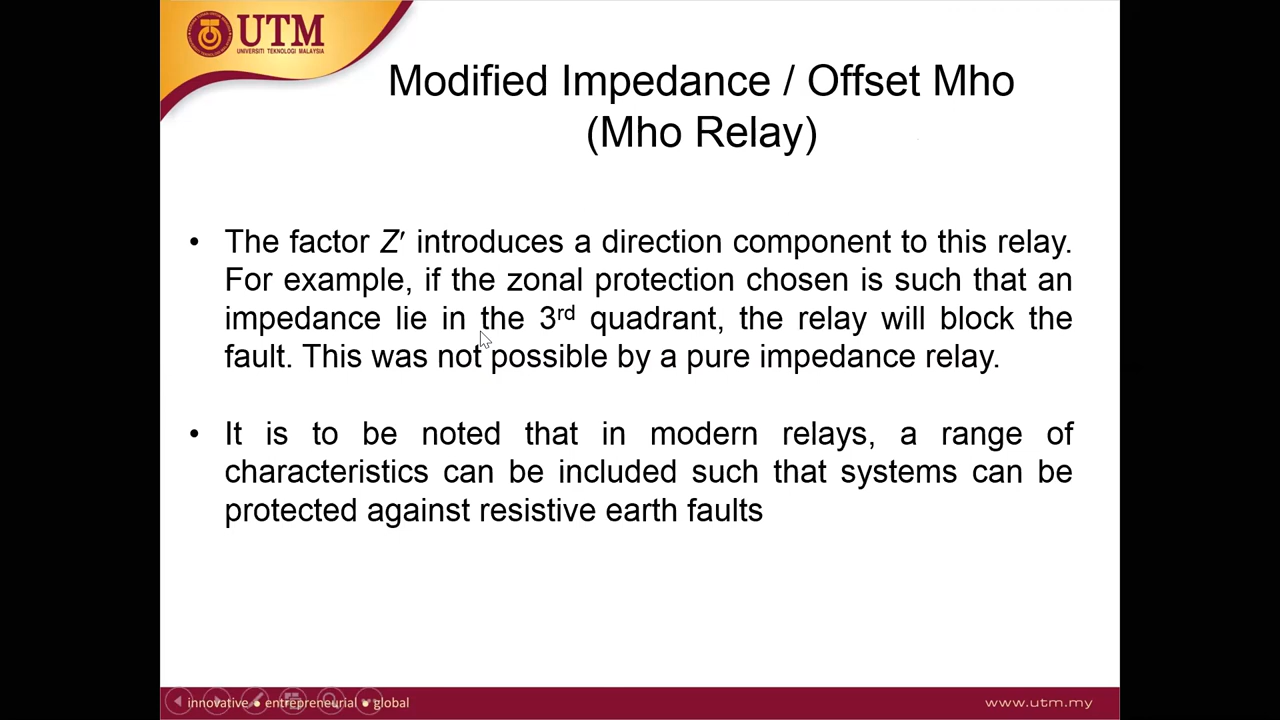 UTM
UNIVERSITI TEKNOLOGI MALAYSIA
Modified Impedance / Offset Mho
(Mho Relay)
• The factor Z′ introduces a direction component to this relay.
For example, if the zonal protection chosen is such that an
impedance lie in the 3rd quadrant, the relay will block the
fault. This was not possible by a pure impedance relay.
• It is to be noted that in modern relays, a range of
characteristics can be included such that systems can be
protected against resistive earth faults
innovative ● entrepreneurial ● global
www.utm.my